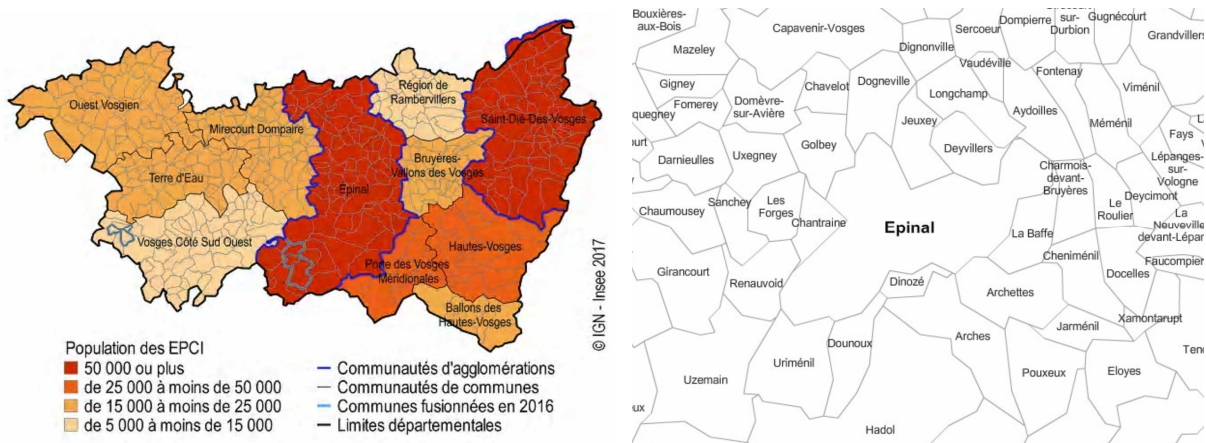 Ouest Vosgien
Mirecourt Dompaire
Terre d'Eau
Vosges Côté Sud Ouest
Epinal
Région de
Rambervillers
Saint-Dié-Des-Vosges
Bruyères-
Vallons des Vosges
Hautes-Vosges
Porte des Vosges
Méridionales
Ballons des
Hautes-Vosges
© IGN - Insee 2017
Population des EPCI
50 000 ou plus
de 25 000 à moins de 50 000
de 15 000 à moins de 25 000
de 5 000 à moins de 15 000
Communautés d'agglomérations
Communautés de communes
Communes fusionnées en 2016
Limites départementales
Bouxières-
aux-Bois
Capavenir-Vosges
Sercoeur
Dompierre
sur-
Durbion
Gugnécourt
Grandvillers
Mazeley
Dignonville
Vaudéville
Fontenay
Gigney
Chavelot
Dogneville
Longchamp
Viménil
Fomerey
Domèvre-
sur-Avière
Aydoilles
quegney
Jeuxey
Méménil
Fays
urt
Darnieulles
Uxegney
Golbey
Deyvillers
Charmois-
devant-
Bruyères
Lépanges-
sur-
Vologne
Deycimont
Chaumousey
Sanchey
Les
Forges
Chantraine
Epinal
Le
Roulier
La
Neuveville
devant-Lépan
La Baffe
Cheniménil
Faucompier
Girancourt
Renauvoid
Dinozé
Archettes
Docelles
Xamontarupt
Dounoux
Arches
Jarménil
Ten
Uzemain
Uriménil
Pouxeux
Eloyes
ux
Hadol